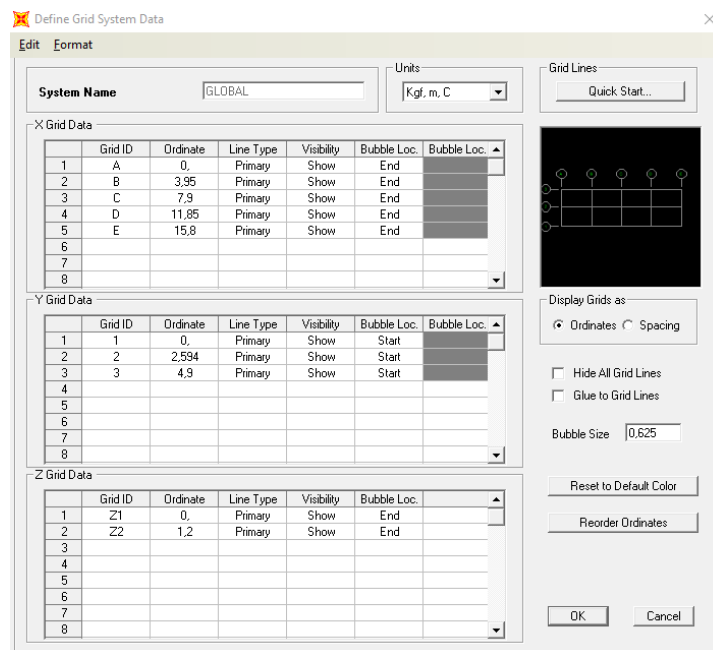 Define Grid System Data
Edit Format
System Name GLOBAL
Units
Kgf, m, C
Grid Lines
Quick Start...
X Grid Data
Grid ID Ordinate Line Type Visibility Bubble Loc. Bubble Loc.
1 A 0, Primary Show End
2 B 3,95 Primary Show End
3 C 7,9 Primary Show End
4 D 11,85 Primary Show End
5 E 15,8 Primary Show End
6
7
8
Y Grid Data
Grid ID Ordinate Line Type Visibility Bubble Loc. Bubble Loc.
1 1 0, Primary Show Start
2 2 2,594 Primary Show Start
3 3 4,9 Primary Show Start
4
5
6
7
8
Display Grids as
Ordinates Spacing
Hide All Grid Lines
Glue to Grid Lines
Bubble Size 0,625
Z Grid Data
Grid ID Ordinate Line Type Visibility Bubble Loc.
1 Z1 0, Primary Show End
2 Z2 1,2 Primary Show End
3
4
5
6
7
8
Reset to Default Color
Reorder Ordinates
OK Cancel